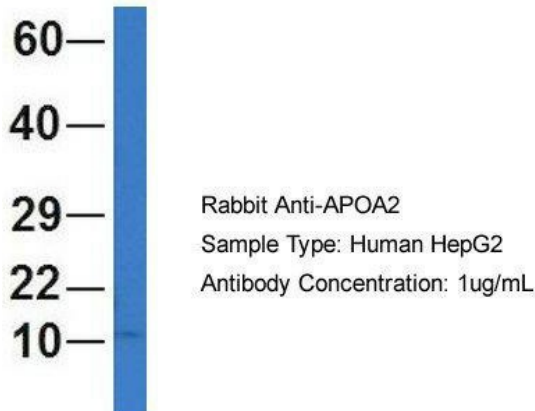 60
40
29
Rabbit Anti-APOA2
Sample Type: Human HepG2
Antibody Concentration: 1ug/mL
22
10